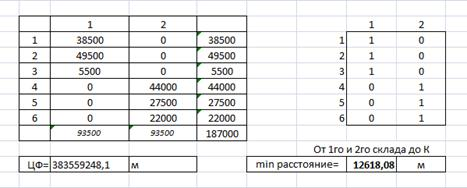 1 2 1 2
1 38500 0 38500 1 1 0
2 49500 0 49500 2 1 0
3 5500 0 5500 3 1 0
4 0 44000 44000 4 0 1
5 0 27500 27500 5 0 1
6 0 22000 22000 6 0 1
93500 93500 187000
От 1го и 2го склада до К
ЦФ= 383559248,1 м min расстояние= 12618,08 м